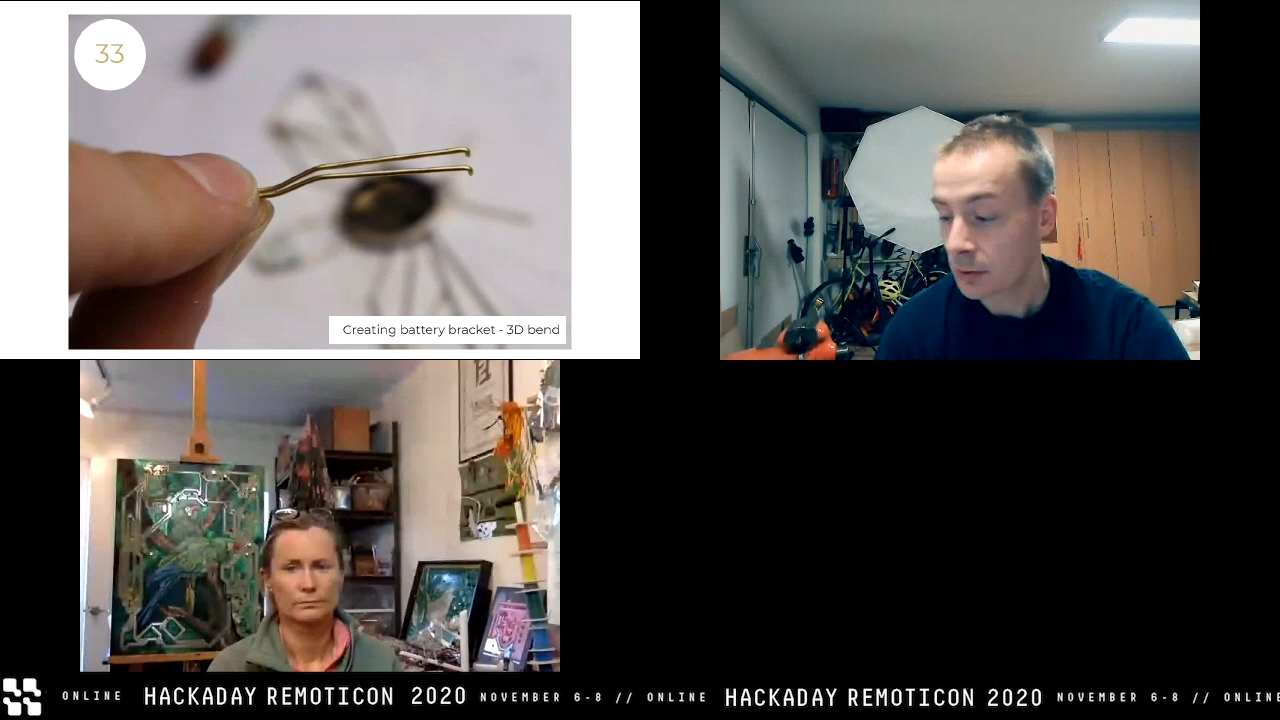 33
Creating battery bracket - 3D bend
ONLINE HACKADAY REMOTICON 2020 NOVEMBER 6-8 // ONLINE HACKADAY REMOTICON 2020 NOVEMBER 6-8 // ONLINE